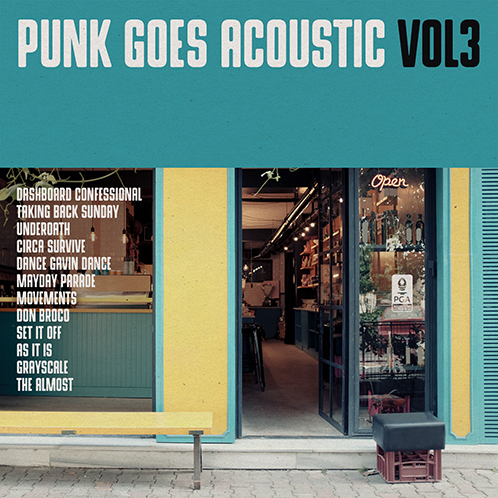 PUNK GOES ACOUSTIC VOL3
Open
DASHBOARD CONFESSIONAL
TAKING BACK SUNDAY
UNDEROATH
CIRCA SURVIVE
DANCE GAVIN DANCE
MAYDAY PARADE
MOVEMENTS
DON BROCO
SET IT OFF
AS IT IS
GRAYSCALE
THE ALMOST
PGA